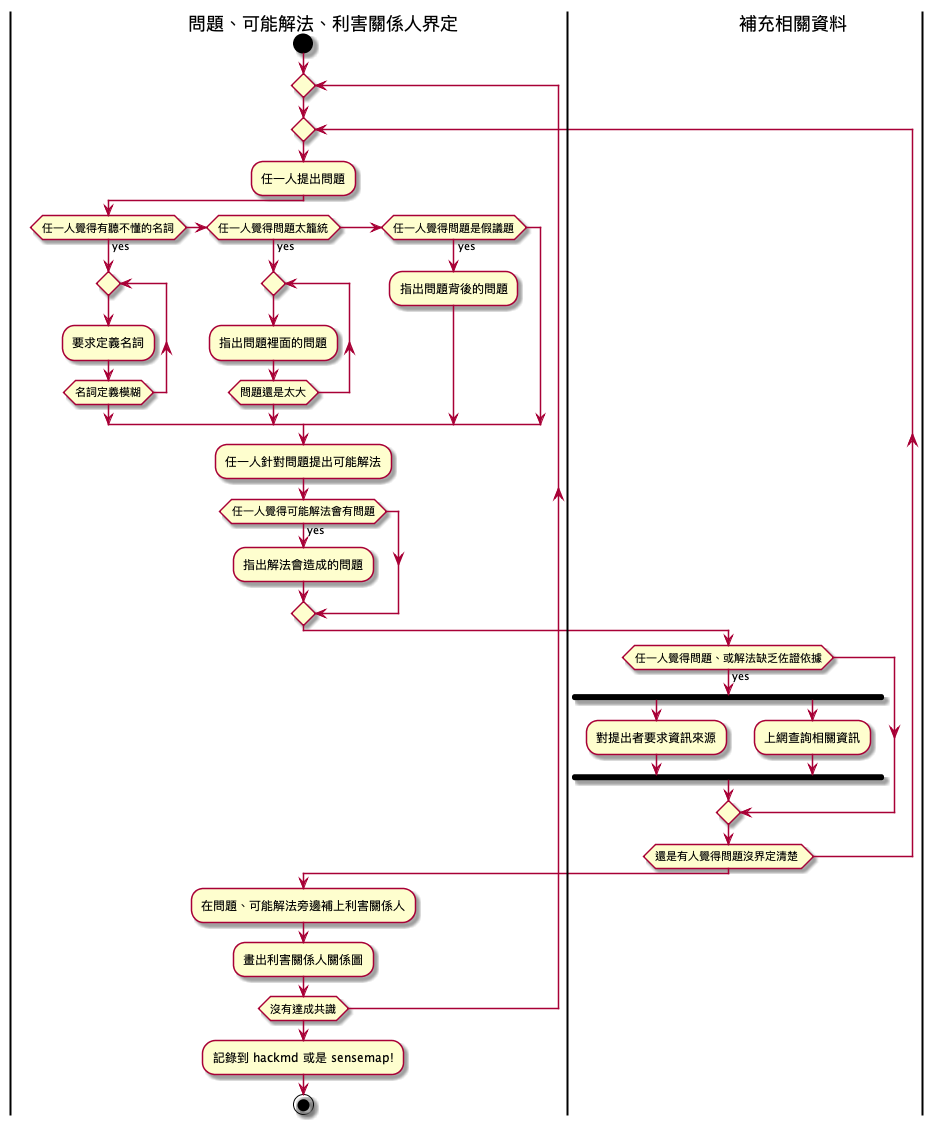 問題、可能解法、利害關係人界定
補充相關資料
任一人提出問題
任一人覺得有聽不懂的名詞
任一人覺得問題太籠統
任一人覺得問題是假議題
yes
yes
yes
指出問題背後的問題
要求定義名詞
指出問題裡面的問題
名詞定義模糊
問題還是太大
任一人針對問題提出可能解法
任一人覺得可能解法會有問題
yes
指出解法會造成的問題
任一人覺得問題、或解法缺乏佐證依據
yes
對提出者要求資訊來源
上網查詢相關資訊
還是有人覺得問題沒界定清楚
在問題、可能解法旁邊補上利害關係人
畫出利害關係人關係圖
沒有達成共識
記錄到 hackmd 或是 sensemap!